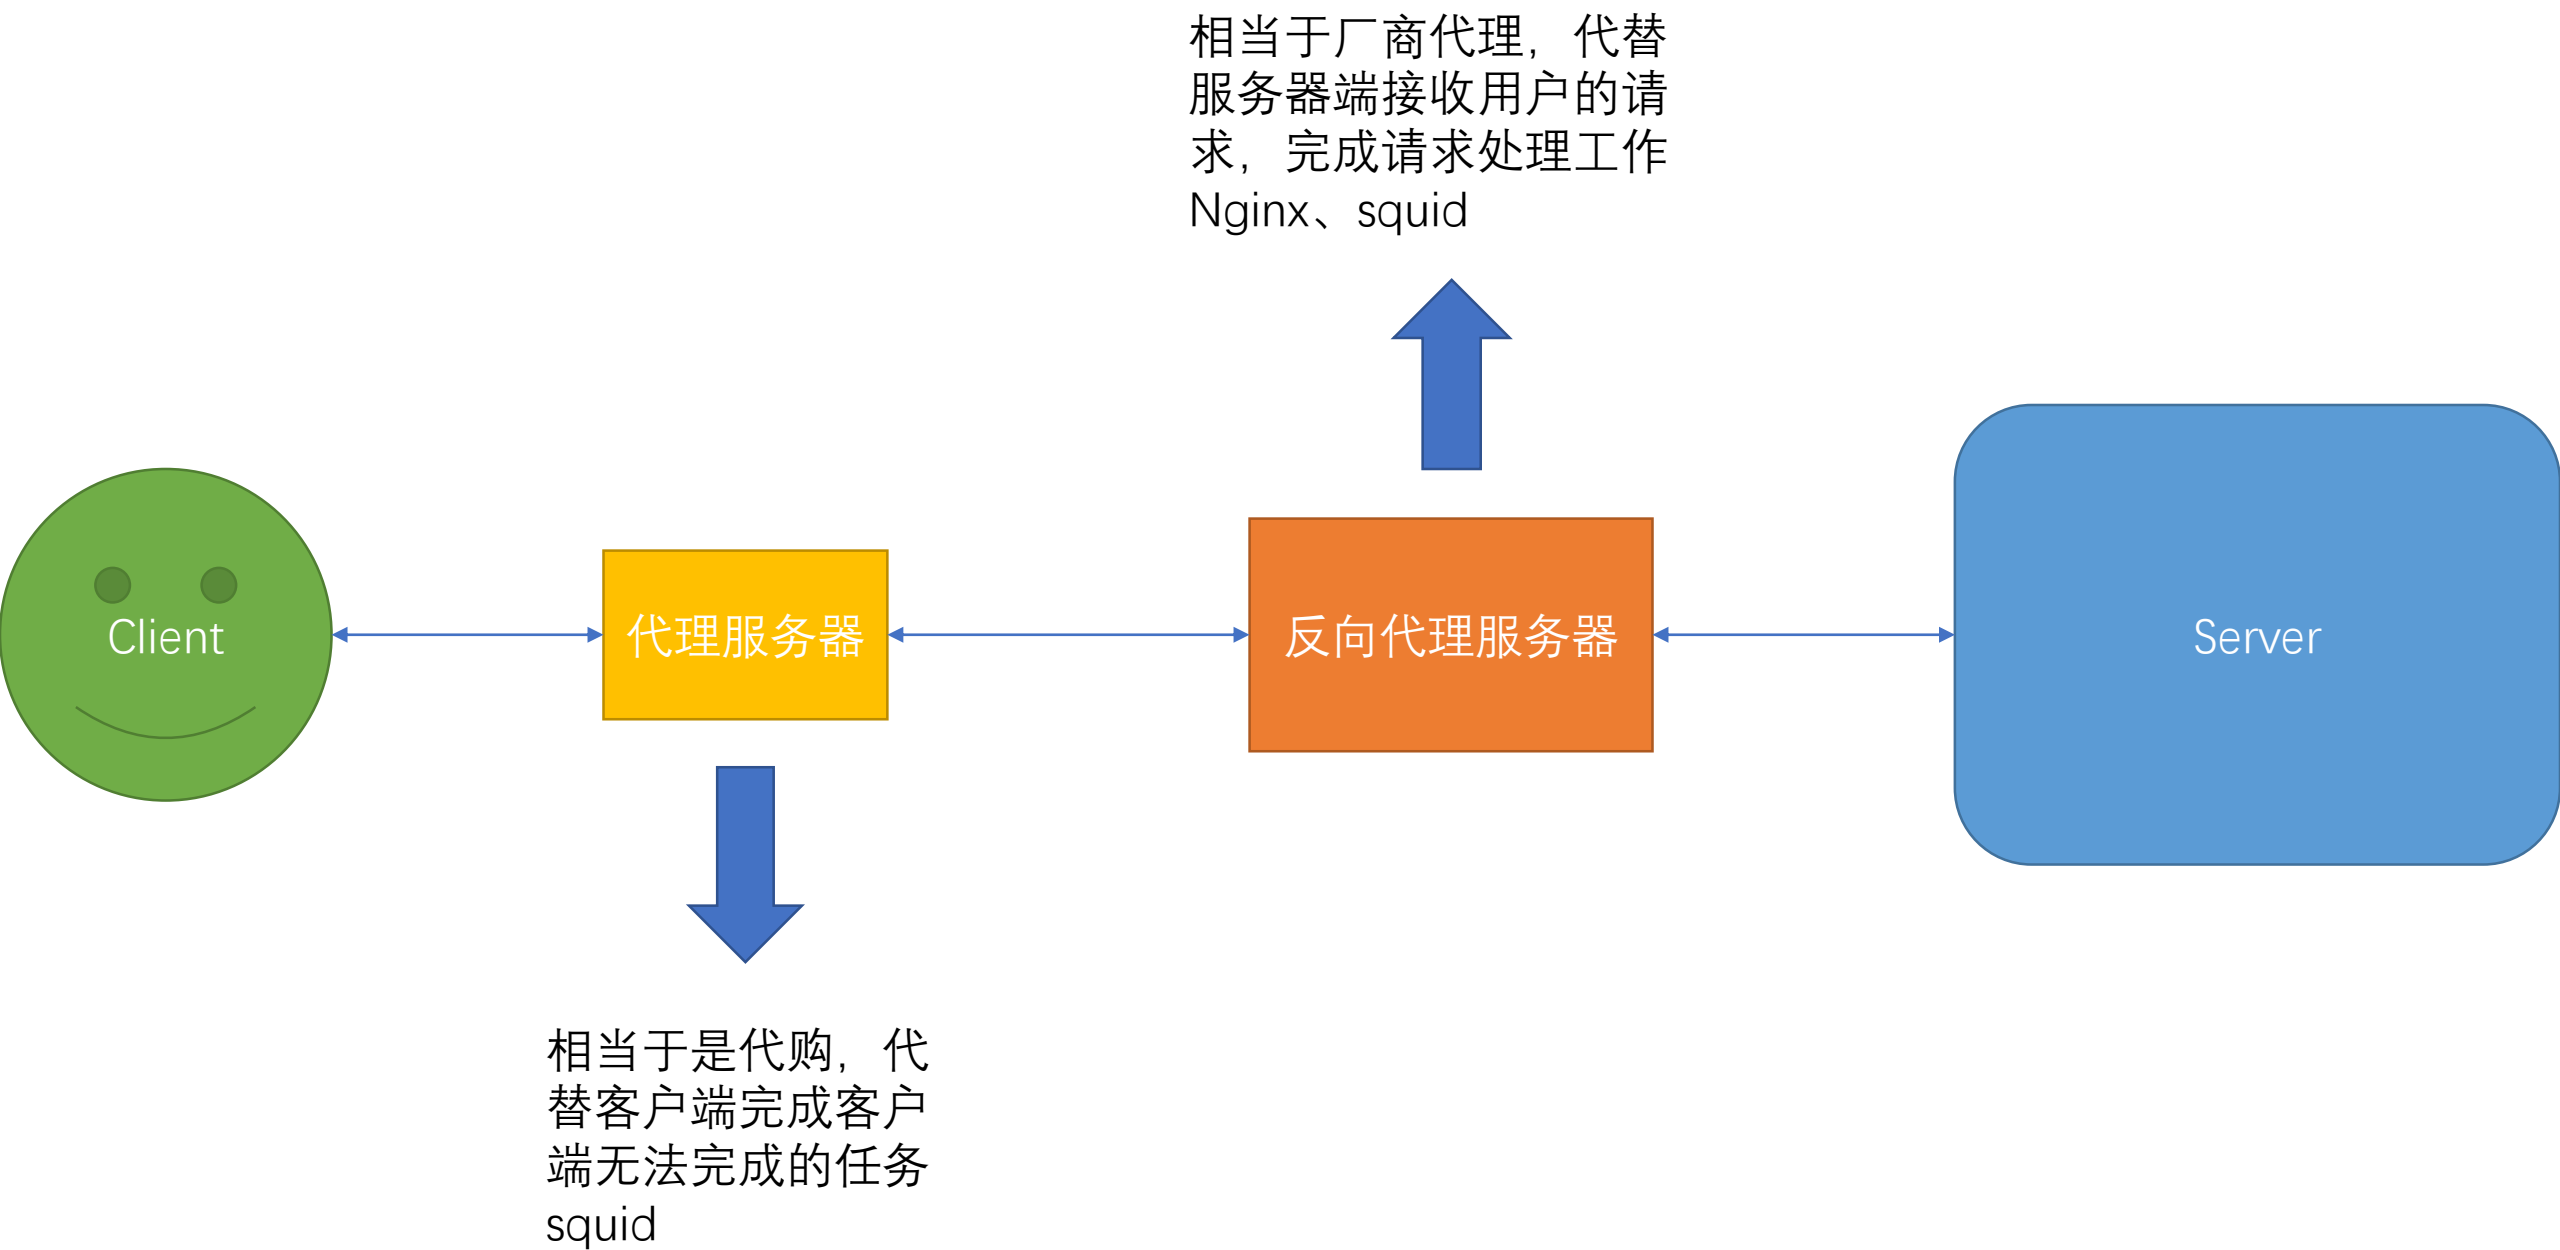 相当于厂商代理，代替
服务器端接收用户的请
求，完成请求处理工作
Nginx、squid
Client
代理服务器
反向代理服务器
Server
相当于是代购，代
替客户端完成客户
端无法完成的任务
squid